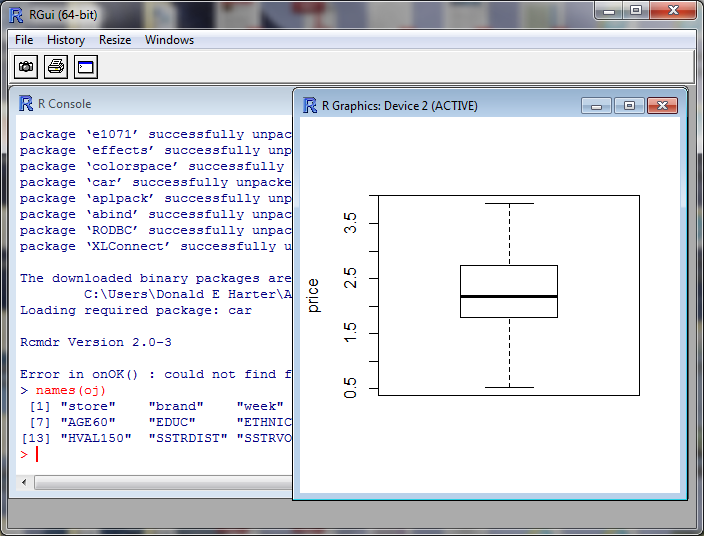 RGui (64-bit)
File History Resize Windows
R Console
package ‘e1071’ successfully unpac
package ‘effects’ successfully unp
package ‘colorspace’ successfully
package ‘car’ successfully unpacke
package ‘aplpack’ successfully unp
package ‘abind’ successfully unpac
package ‘RODBC’ successfully unpac
package ‘XLConnect’ successfully u
The downloaded binary packages are
C:\Users\Donald E Harter\A
Loading required package: car
Rcmdr Version 2.0-3
Error in onOK() : could not find f
> names(oj)
[1] "store" "brand" "week"
[7] "AGE60" "EDUC" "ETHNIC
[13] "HVAL150" "SSTRDIST" "SSTRVO
>
R Graphics: Device 2 (ACTIVE)
price
3.5
2.5
1.5
0.5